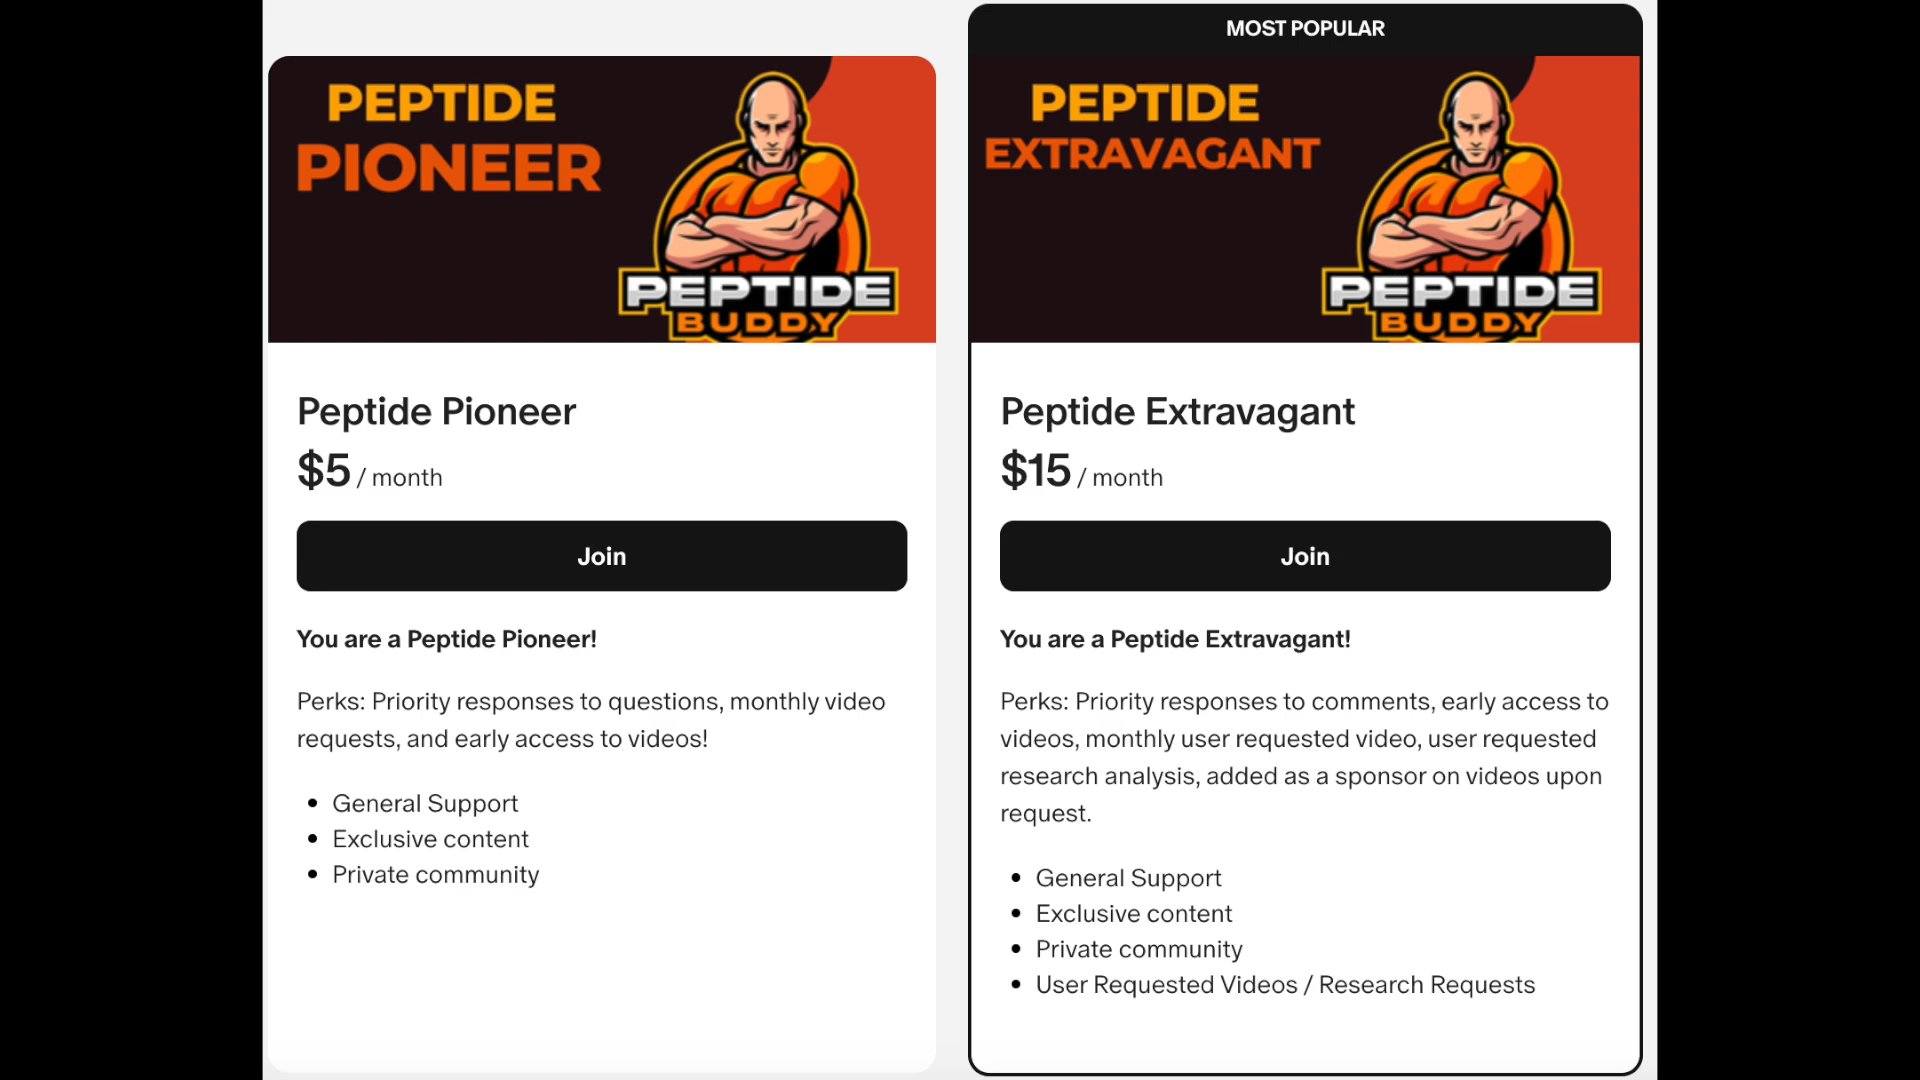 PEPTIDE
PIONEER
PEPTIDE
BUDDY
Peptide Pioneer
$5 / month
Join
You are a Peptide Pioneer!
Perks: Priority responses to questions, monthly video
requests, and early access to videos!
• General Support
• Exclusive content
• Private community
MOST POPULAR
PEPTIDE
EXTRAVAGANT
PEPTIDE
BUDDY
Peptide Extravagant
$15 / month
Join
You are a Peptide Extravagant!
Perks: Priority responses to comments, early access to
videos, monthly user requested video, user requested
research analysis, added as a sponsor on videos upon
request.
• General Support
• Exclusive content
• Private community
• User Requested Videos / Research Requests